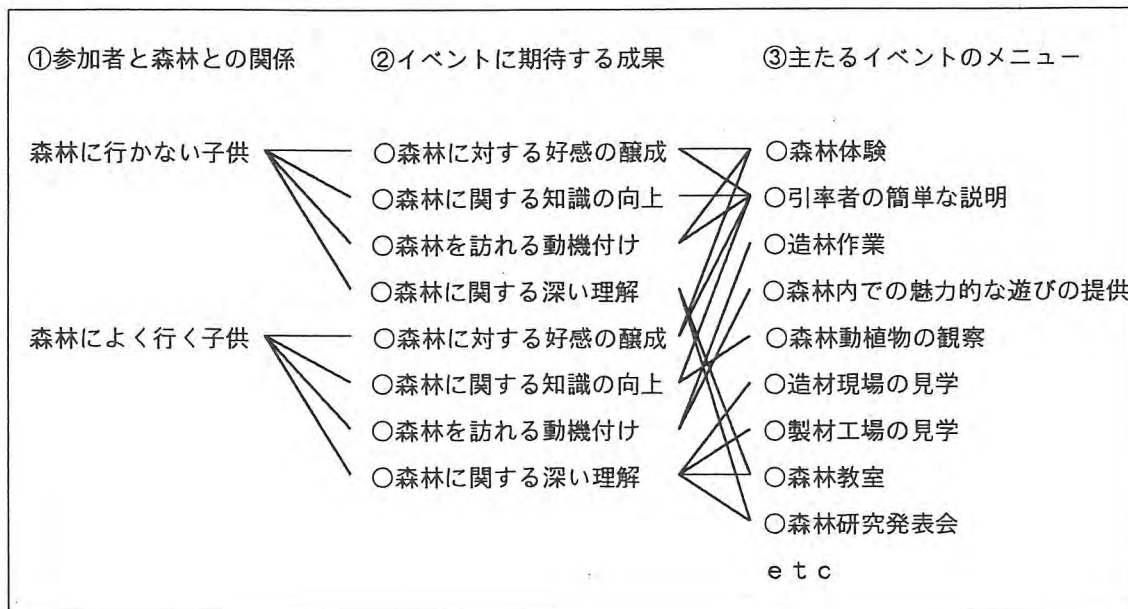 ①参加者と森林との関係　②イベントに期待する成果　③主たるイベントのメニュー
森林に行かない子供　○森林に対する好感の醸成　○森林体験
○森林に関する知識の向上　○引率者の簡単な説明
○森林を訪れる動機付け　○造林作業
○森林に関する深い理解　○森林内での魅力的な遊びの提供
森林によく行く子供　○森林に対する好感の醸成　○森林動植物の観察
○森林に関する知識の向上　○造材現場の見学
○森林を訪れる動機付け　○製材工場の見学
○森林に関する深い理解　○森林教室
○森林研究発表会
ｅｔｃ